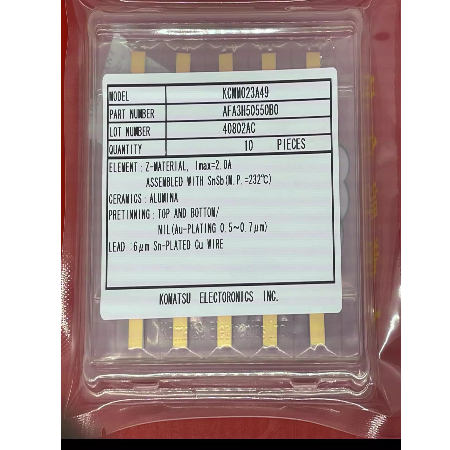 MODEL KCMM023A49
PART NUMBER AFA3H50550B0
LOT NUMBER 40802AC
QUANTITY 10 PIECES
ELEMENT : Z-MATERIAL, Imax=2.0A
ASSEMBLED WITH SnSb(M.P.=232℃)
CERAMICS : ALUMINA
PRETINNING : TOP AND BOTTOM/
NIL(Au-PLATING 0.5~0.7μm)
LEAD : 6μm Sn-PLATED Cu WIRE
KOMATSU ELECTORONICS INC.